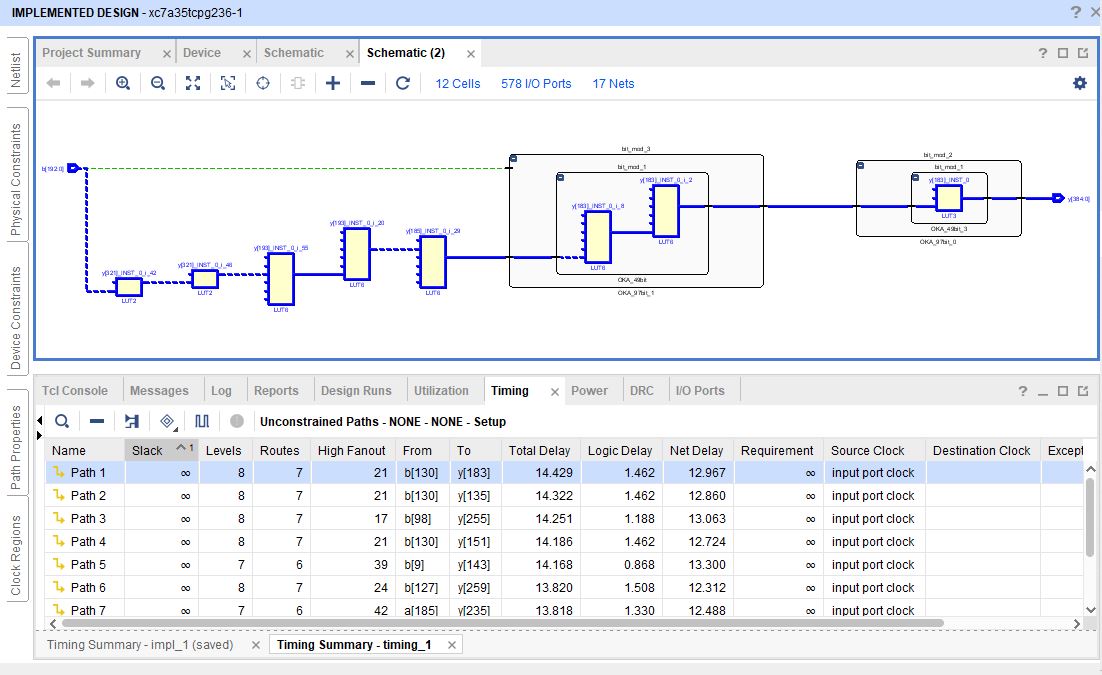 IMPLEMENTED DESIGN - xc7a35tcpg236-1
Netlist
Physical Constraints
Device Constraints
Path Properties
Clock Regions
Project Summary
Device
Schematic
Schematic (2)
12 Cells 578 I/O Ports 17 Nets
b[192:0]
y[321]_INST_0_i_42
LUT2
y[321]_INST_0_i_46
LUT2
y[193]_INST_0_i_55
LUT6
y[193]_INST_0_i_20
LUT6
y[185]_INST_0_i_29
LUT6
bit_mod_3
bit_mod_1
y[183]_INST_0_i_8
LUT6
y[183]_INST_0_i_2
LUT6
OKA_49bit
OKA_97bit_1
bit_mod_2
bit_mod_1
y[183]_INST_0
LUT3
OKA_49bit_3
OKA_97bit_0
y[384:0]
Tcl Console Messages Log Reports Design Runs Utilization Timing Power DRC I/O Ports
Unconstrained Paths - NONE - NONE - Setup
Name Slack 1 Levels Routes High Fanout From To Total Delay Logic Delay Net Delay Requirement Source Clock Destination Clock Except
Path 1 ∞ 8 7 21 b[130] y[183] 14.429 1.462 12.967 ∞ input port clock
Path 2 ∞ 8 7 21 b[130] y[135] 14.322 1.462 12.860 ∞ input port clock
Path 3 ∞ 8 7 17 b[98] y[255] 14.251 1.188 13.063 ∞ input port clock
Path 4 ∞ 8 7 21 b[130] y[151] 14.186 1.462 12.724 ∞ input port clock
Path 5 ∞ 7 6 39 b[9] y[143] 14.168 0.868 13.300 ∞ input port clock
Path 6 ∞ 8 7 24 b[127] y[259] 13.820 1.508 12.312 ∞ input port clock
Path 7 ∞ 7 6 42 a[185] y[235] 13.818 1.330 12.488 ∞ input port clock
Timing Summary - impl_1 (saved)
Timing Summary - timing_1